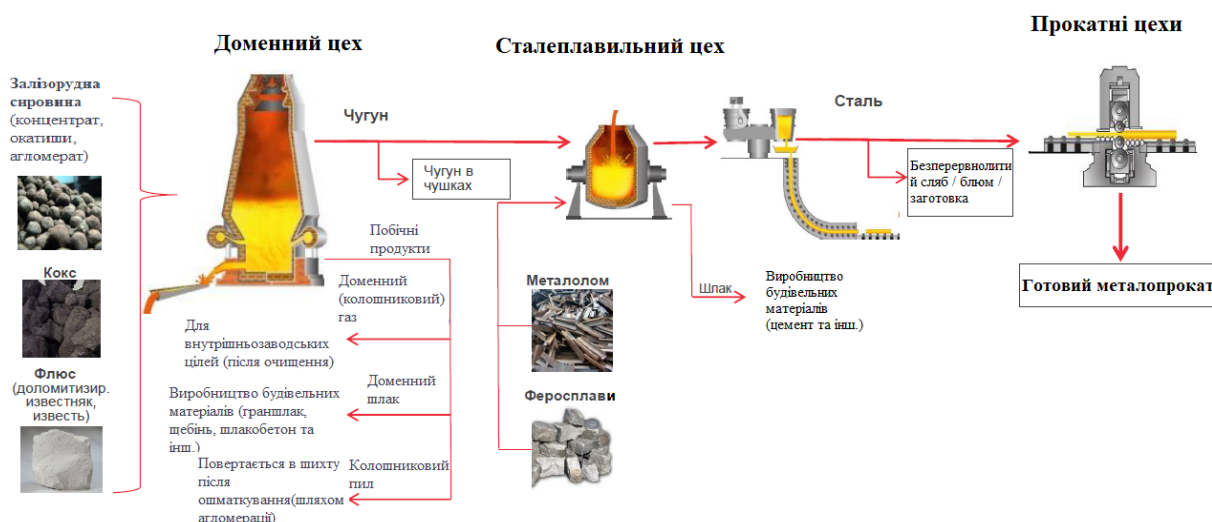 Доменний цех
Сталеплавильний цех
Прокатні цехи
Залізорудна
сировина
(концентрат,
окатиши,
агломерат)
Кокс
Флюс
(доломитизир.
известняк,
известь)
Чугун
Чугун в
чушках
Побічні
продукти
Доменний
(колошниковий)
газ
Для
внутрішньозаводських
цілей (після очищення)
Доменний
шлак
Виробництво будівельних
матеріалів (граншлак,
щебінь, шлакобетон та
інш.)
Колошниковий
пил
Повертається в шихту
після
ошматкування(шляхом
агломерації)
Металолом
Феросплави
Шлак
Виробництво
будівельних
матеріалів
(цемент та інш.)
Сталь
Безперервнолити
й сляб / блюм /
заготовка
Готовий металопрокат